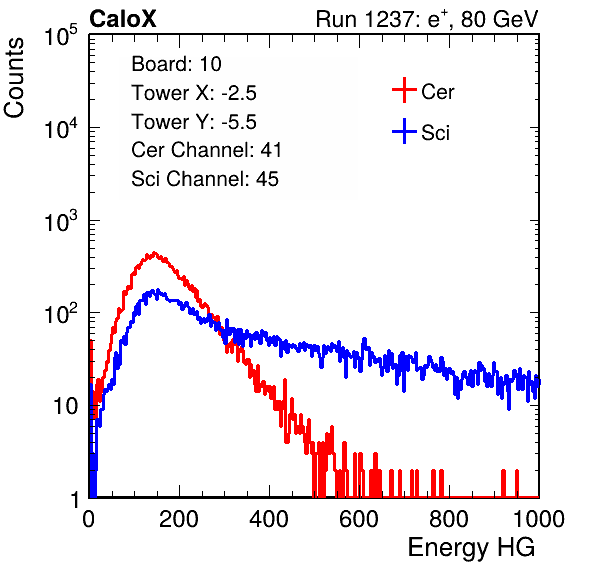 CaloX
Run 1237: e⁺, 80 GeV
Counts
10⁵
10⁴
10³
10²
10
1
Board: 10
Tower X: -2.5
Tower Y: -5.5
Cer Channel: 41
Sci Channel: 45
Cer
Sci
0 200 400 600 800 1000
Energy HG